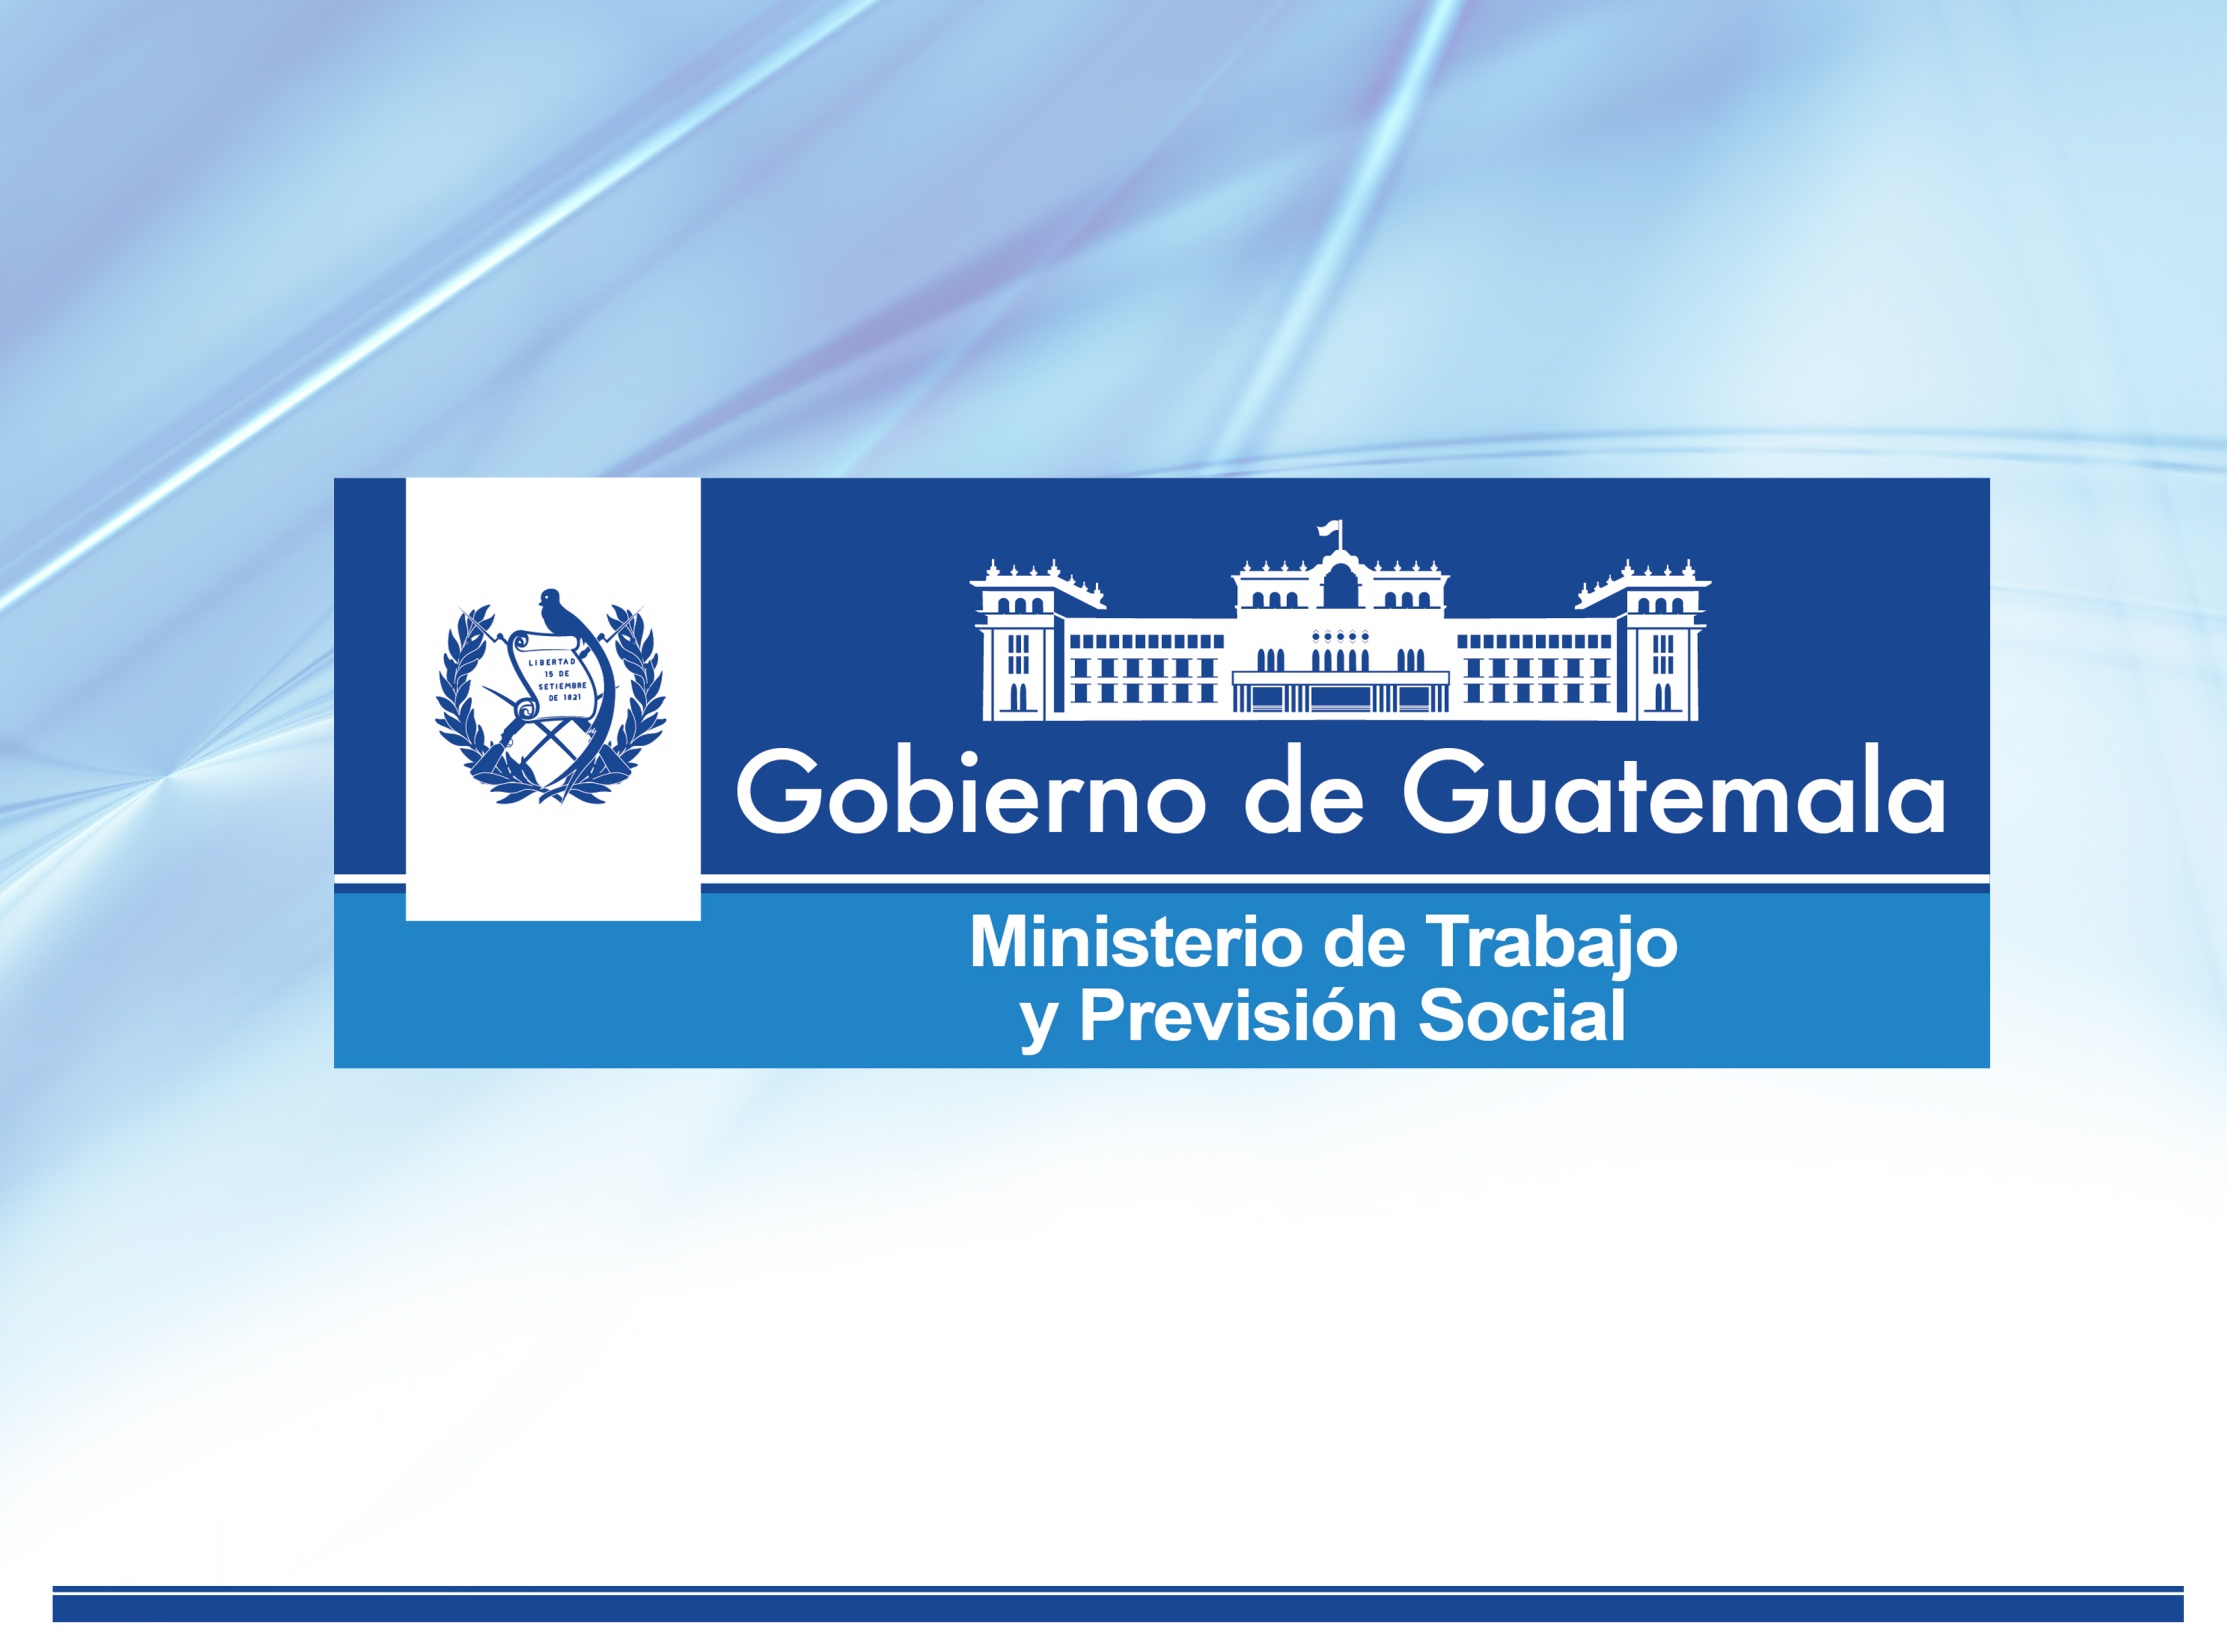 LIBERTAD
15 DE
SETIEMBRE
DE 1821
Gobierno de Guatemala
Ministerio de Trabajo
y Previsión Social